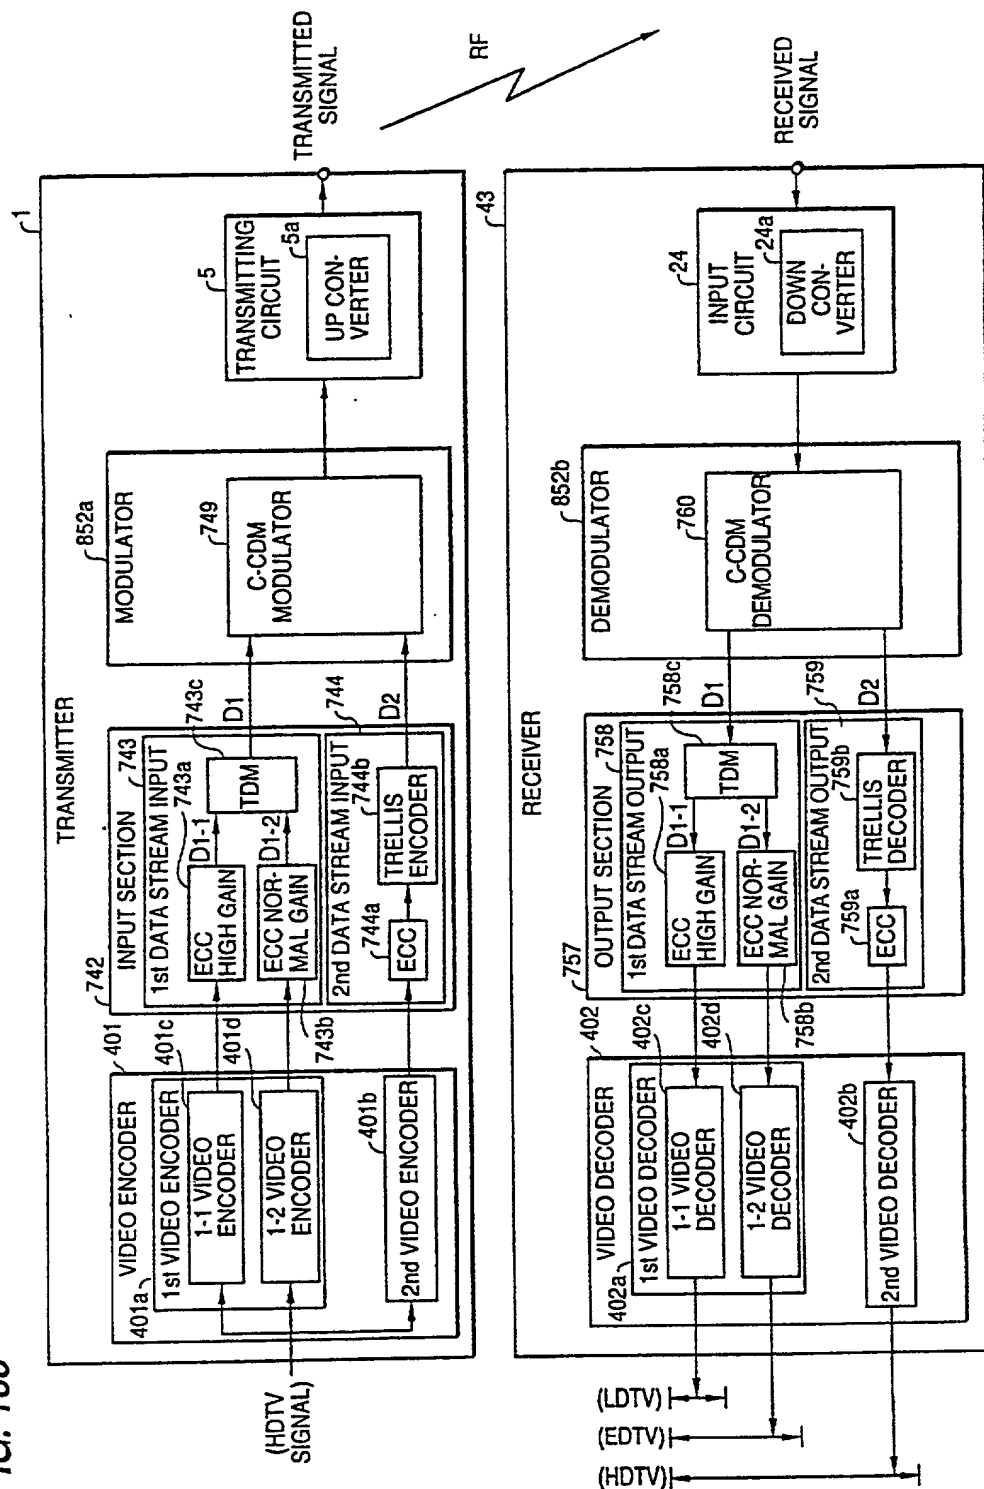 TRANSMITTER
1
(HDTV
SIGNAL)
VIDEO ENCODER
401
401a
1st VIDEO ENCODER
401c
1-1 VIDEO
ENCODER
401d
1-2 VIDEO
ENCODER
401b
2nd VIDEO ENCODER
742
INPUT SECTION
743
1st DATA STREAM INPUT
743a
ECC
HIGH GAIN
D1-1
743c
TDM
ECC NOR-
MAL GAIN
D1-2
743b
D1
2nd DATA STREAM INPUT
744
744a
ECC
744b
TRELLIS
ENCODER
D2
MODULATOR
852a
749
C-CDM
MODULATOR
5
TRANSMITTING
CIRCUIT
5a
UP CON-
VERTER
TRANSMITTED
SIGNAL
RF
RECEIVER
43
RECEIVED
SIGNAL
24
INPUT
CIRCUIT
24a
DOWN
CON-
VERTER
DEMODULATOR
852b
760
C-CDM
DEMODULATOR
757
OUTPUT SECTION
758
1st DATA STREAM OUTPUT
758a
ECC
HIGH GAIN
D1-1
758c
TDM
D1
ECC NOR-
MAL GAIN
D1-2
758b
2nd DATA STREAM OUTPUT
759
759a
ECC
759b
TRELLIS
DECODER
D2
VIDEO DECODER
402
402a
1st VIDEO DECODER
402c
1-1 VIDEO
DECODER
402d
1-2 VIDEO
DECODER
402b
2nd VIDEO DECODER
(LDTV)
(EDTV)
(HDTV)